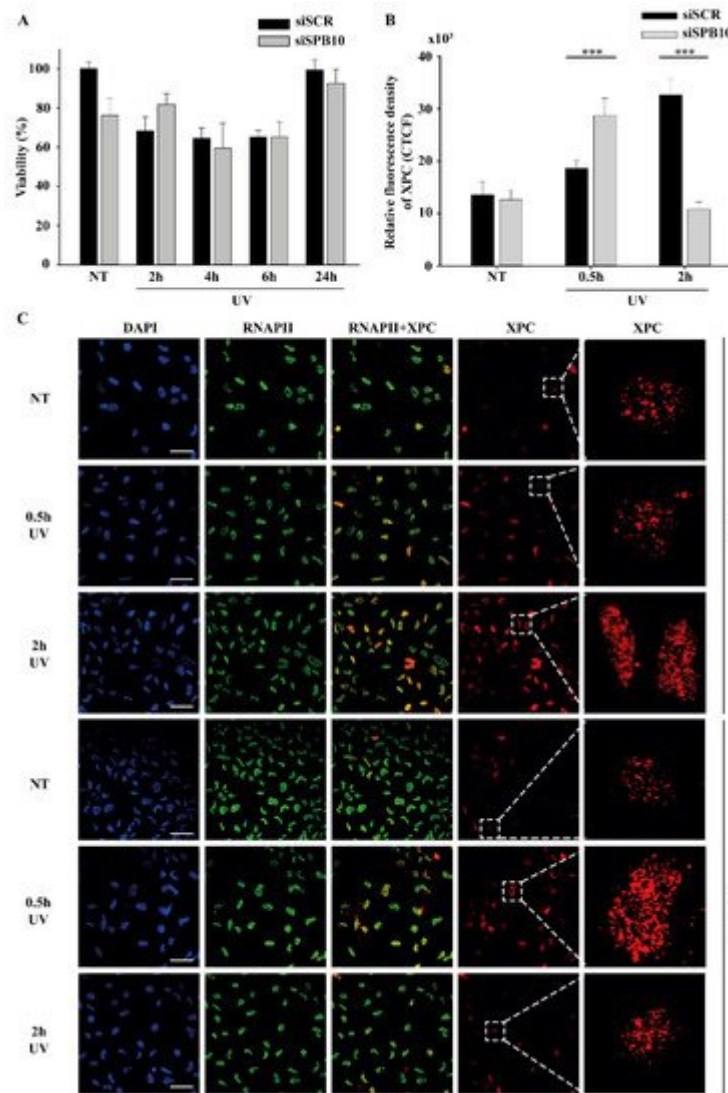 A
siSCR
siSPB10
Viability (%)
100
80
60
40
20
0
NT
2h
4h
6h
24h
UV
B
siSCR
siSPB10
x10³
Relative fluorescence density
of XPC (CTCF)
40
30
20
10
0
***
***
NT
0.5h
2h
UV
C
DAPI
RNAPII
RNAPII+XPC
XPC
XPC
NT
0.5h
UV
2h
UV
NT
0.5h
UV
2h
UV